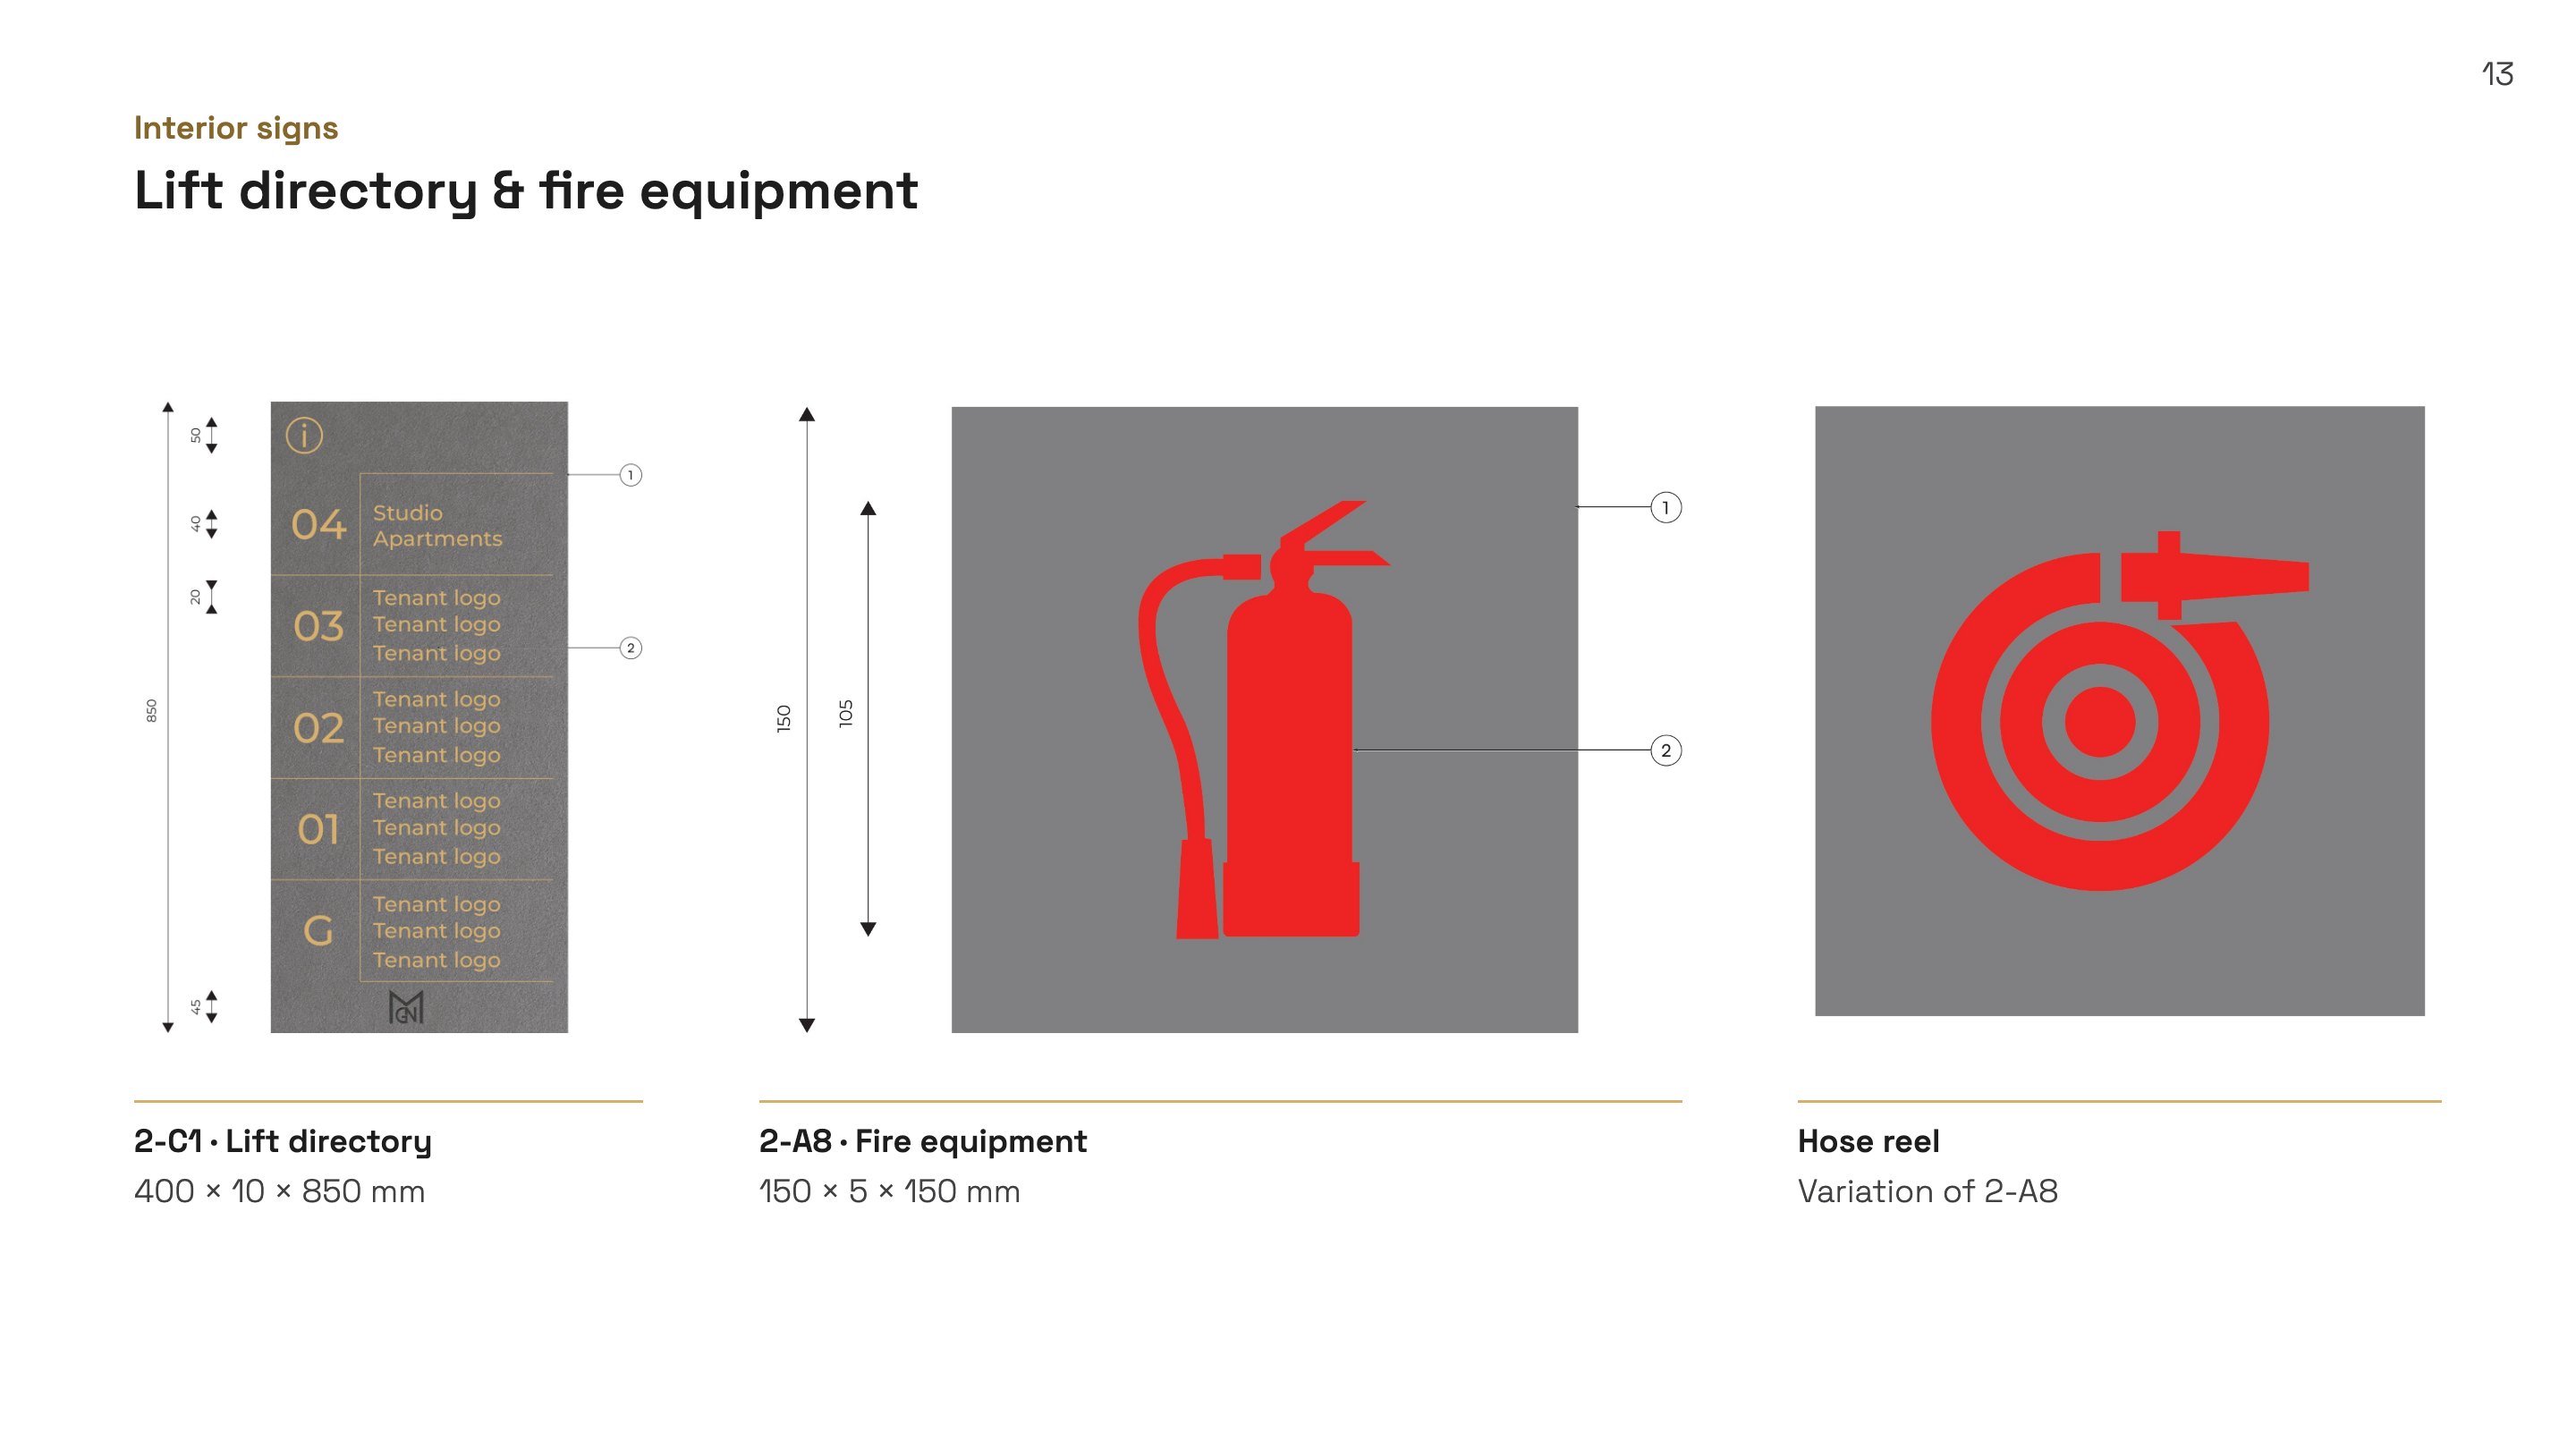 13
Interior signs
Lift directory & fire equipment
850
50
40
20
45
i
04
Studio
Apartments
03
Tenant logo
Tenant logo
Tenant logo
02
Tenant logo
Tenant logo
Tenant logo
01
Tenant logo
Tenant logo
Tenant logo
G
Tenant logo
Tenant logo
Tenant logo
1
2
150
105
1
2
2-C1 · Lift directory
400 × 10 × 850 mm
2-A8 · Fire equipment
150 × 5 × 150 mm
Hose reel
Variation of 2-A8